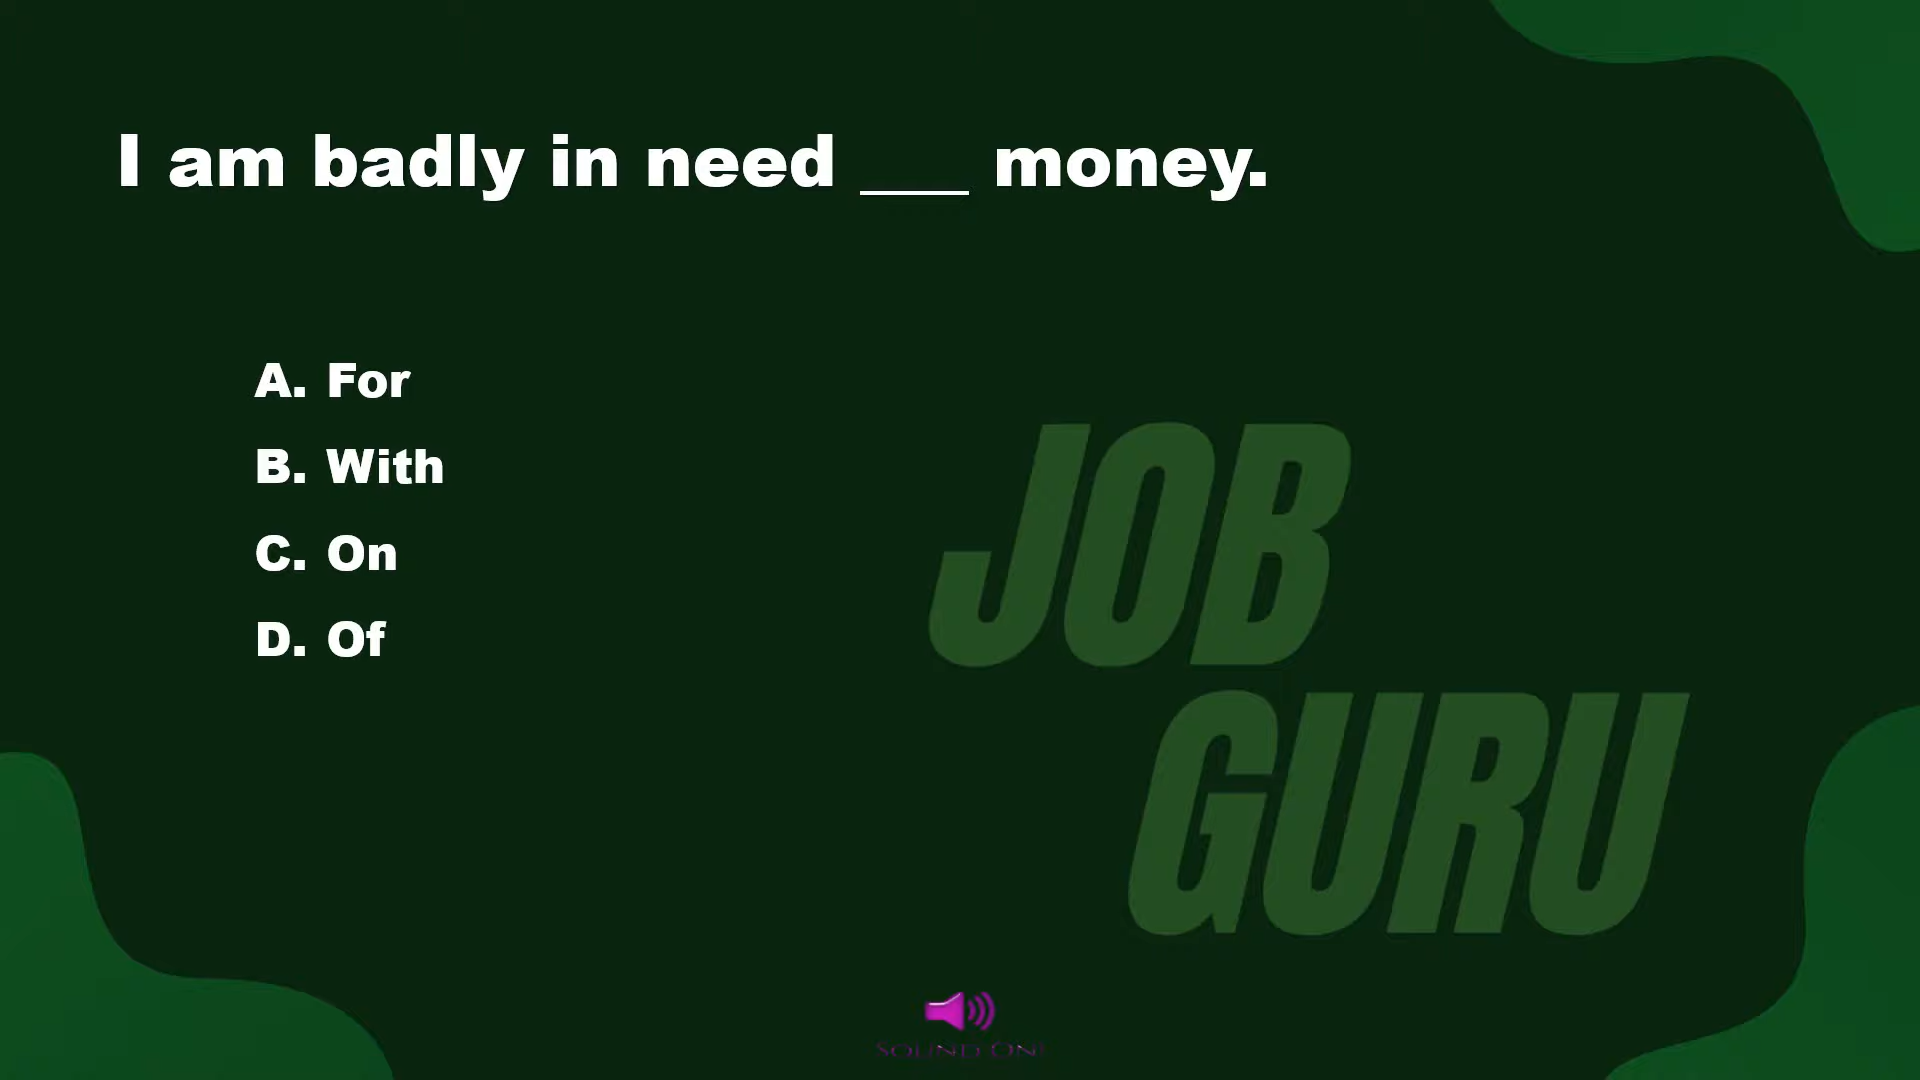 I am badly in need ___ money.
A. For
B. With
C. On
D. Of
JOB
GURU
SOUND ON!